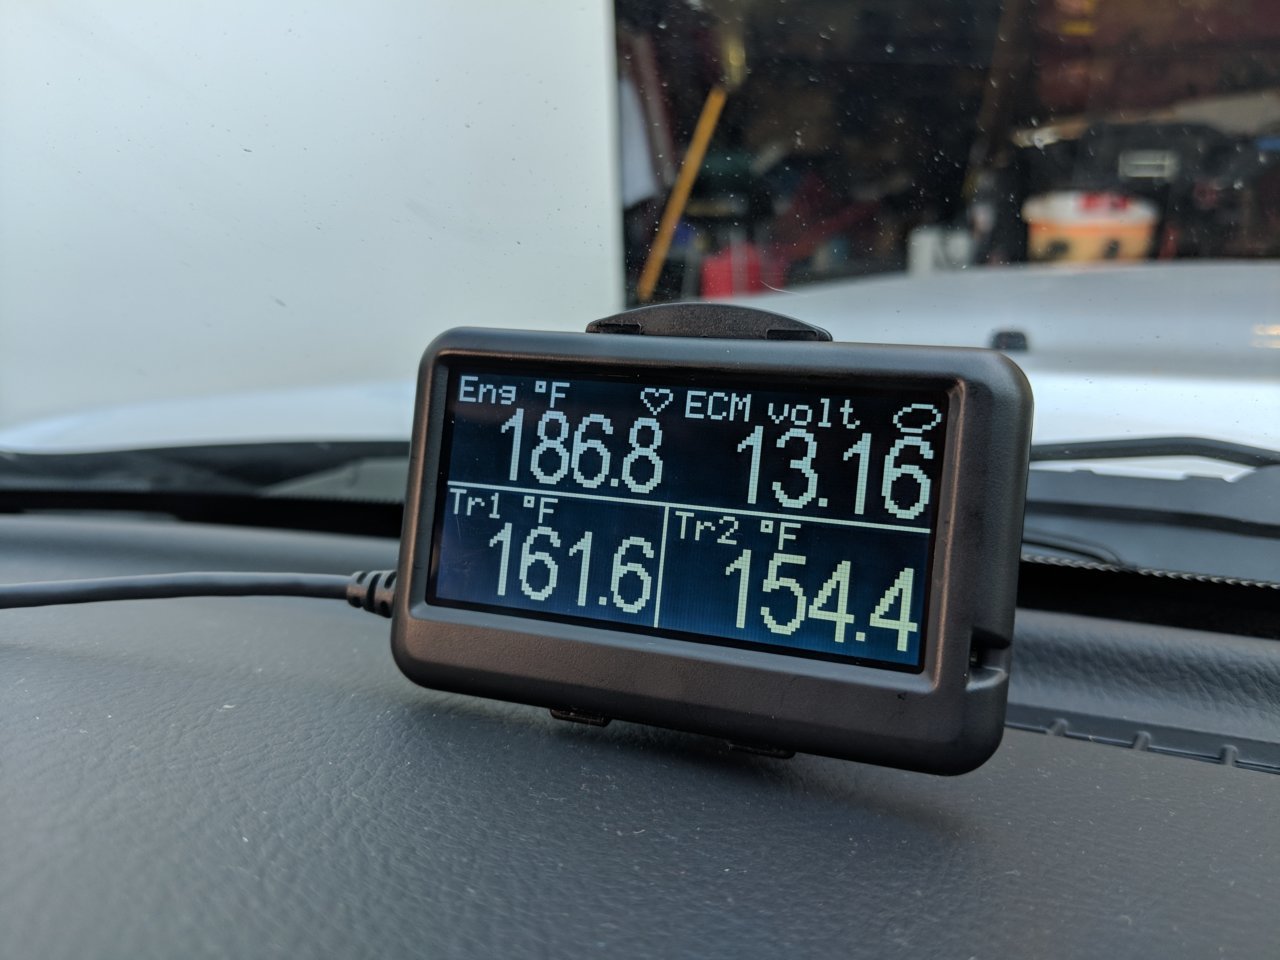 Eng °F ECM volt
186.8 13.16
Tr1 °F Tr2 °F
161.6 154.4